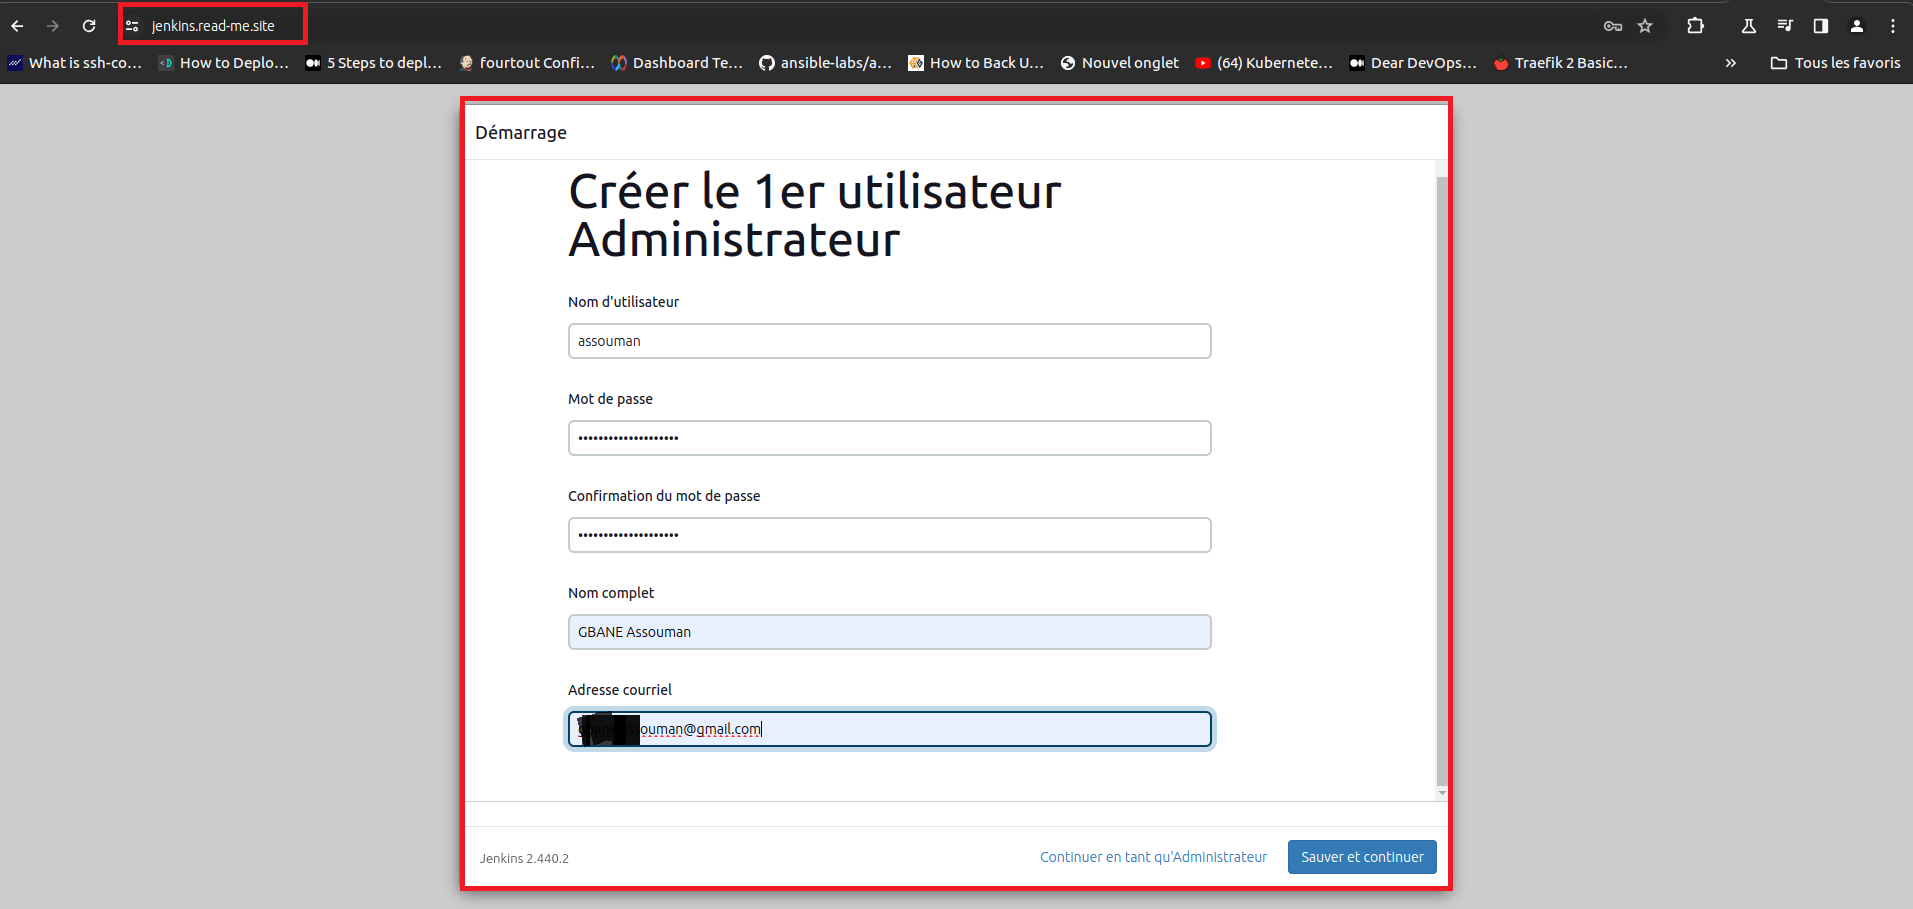 jenkins.read-me.site
What is ssh-co... How to Deplo... 5 Steps to depl... fourtout Confi... Dashboard Te... ansible-labs/a... How to Back U... Nouvel onglet (64) Kubernete... Dear DevOps... Traefik 2 Basic... » Tous les favoris
Démarrage
Créer le 1er utilisateur
Administrateur
Nom d'utilisateur
assouman
Mot de passe
••••••••••••••••••••
Confirmation du mot de passe
••••••••••••••••••••
Nom complet
GBANE Assouman
Adresse courriel
ouman@gmail.com
Jenkins 2.440.2
Continuer en tant qu'Administrateur
Sauver et continuer